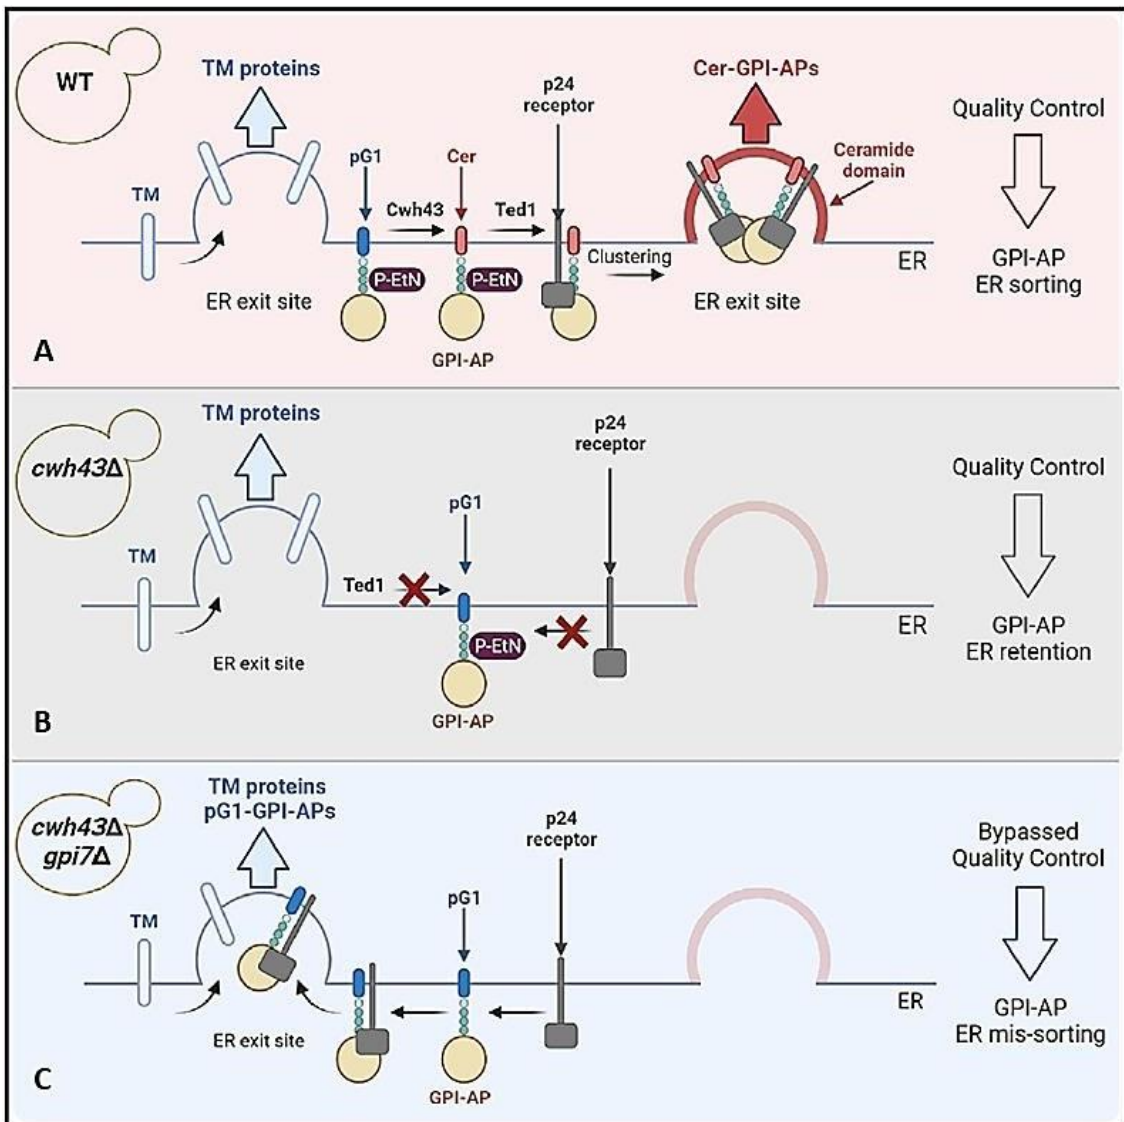 WT
TM proteins
TM
ER exit site
pG1
Cwh43
Cer
Ted1
p24
receptor
P-EtN
P-EtN
GPI-AP
Clustering
Cer-GPI-APs
Ceramide
domain
ER exit site
ER
Quality Control
GPI-AP
ER sorting
A
cwh43Δ
TM proteins
TM
ER exit site
Ted1
pG1
P-EtN
GPI-AP
p24
receptor
ER
Quality Control
GPI-AP
ER retention
B
cwh43Δ
gpi7Δ
TM proteins
pG1-GPI-APs
TM
ER exit site
pG1
GPI-AP
p24
receptor
ER
Bypassed
Quality Control
GPI-AP
ER mis-sorting
C